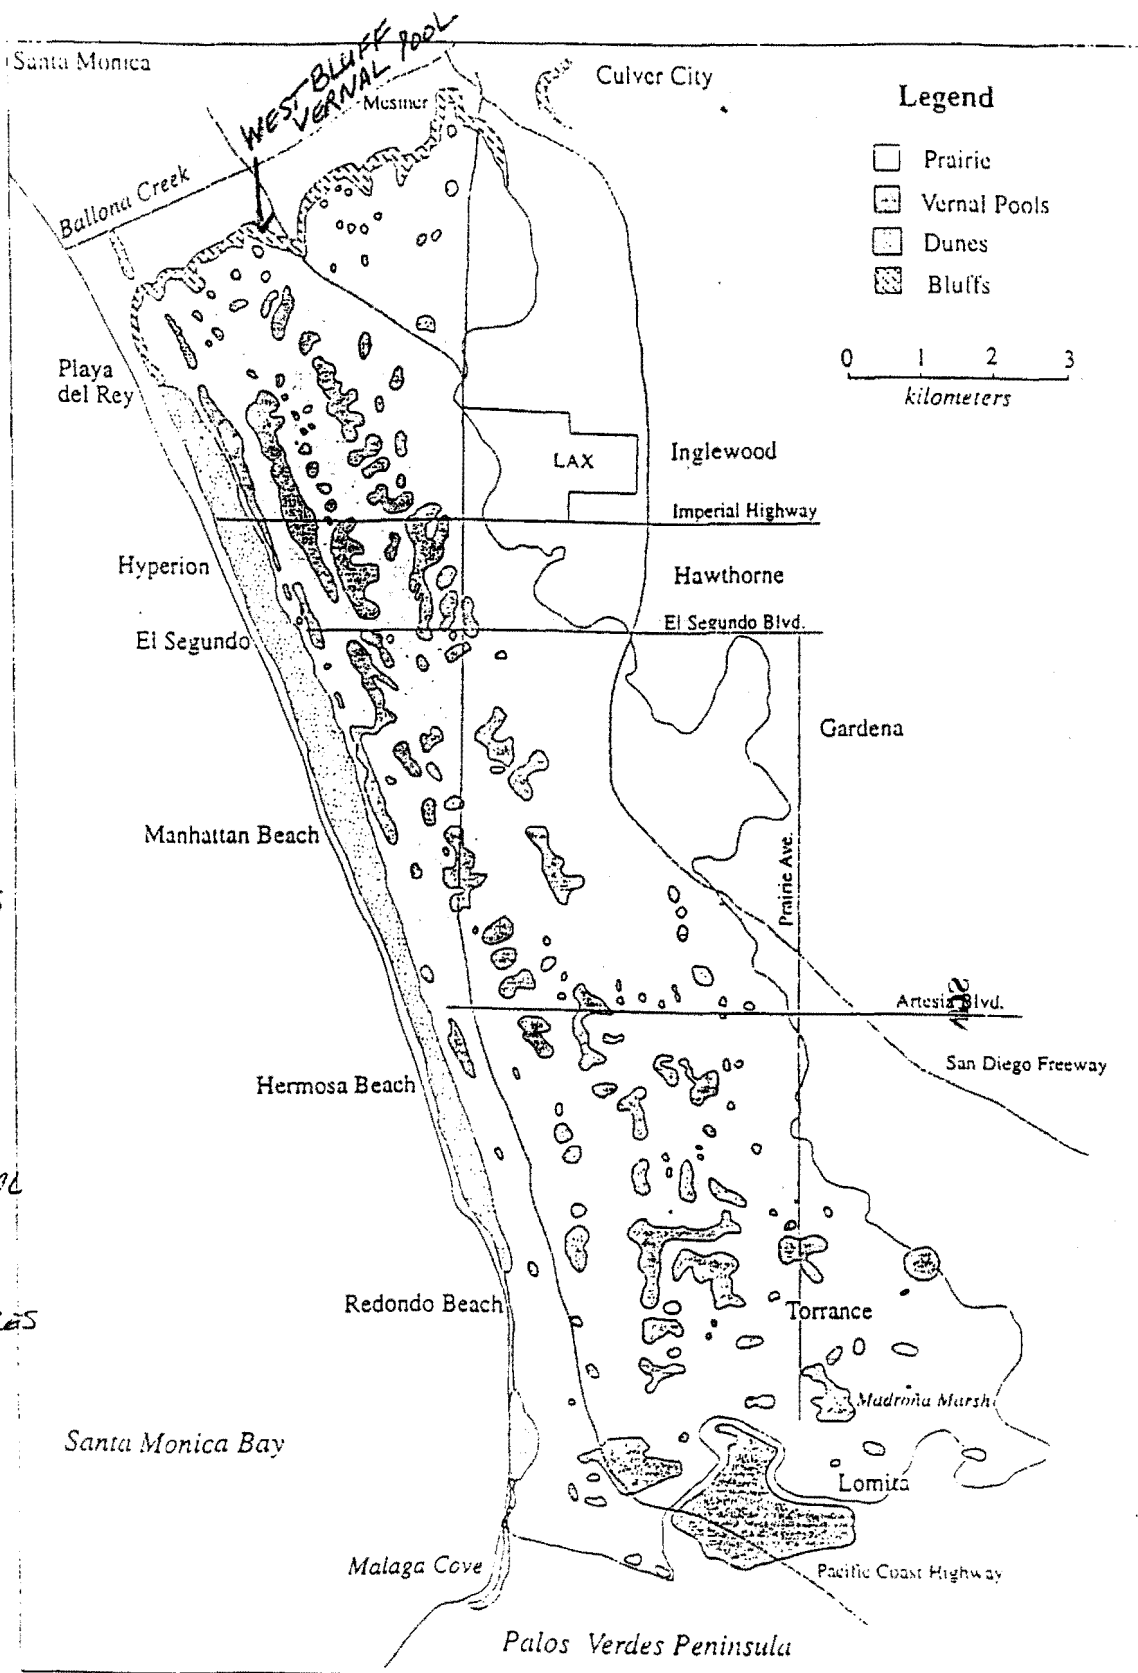 WEST BLUFF
VERNAL POOL
Santa Monica
Culver City
Mesmer
Ballona Creek
Legend
Prairie
Vernal Pools
Dunes
Bluffs
0 1 2 3
kilometers
Playa
del Rey
LAX
Inglewood
Imperial Highway
Hyperion
Hawthorne
El Segundo Blvd.
El Segundo
Gardena
Manhattan Beach
Prairie Ave.
Artesia Blvd.
San Diego Freeway
Hermosa Beach
Redondo Beach
Torrance
Madroña Marsh
Santa Monica Bay
Lomita
Malaga Cove
Pacific Coast Highway
Palos Verdes Peninsula